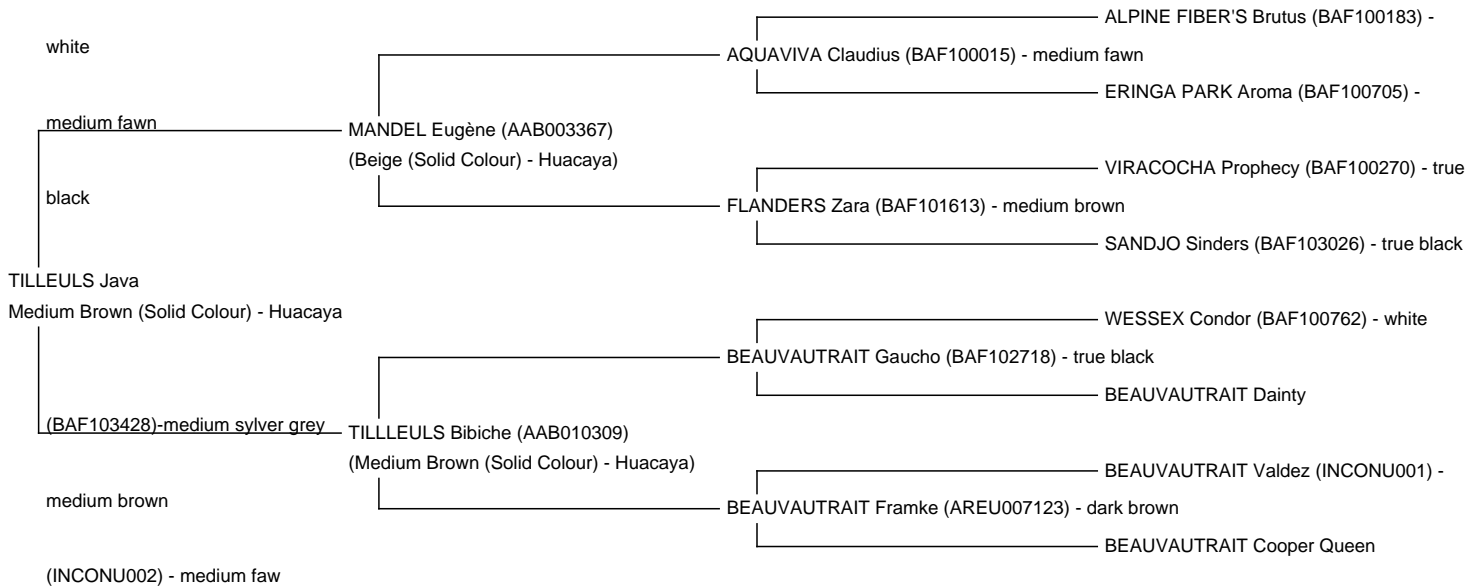 ALPINE FIBER'S Brutus (BAF100183) -
white
AQUAVIVA Claudius (BAF100015) - medium fawn
ERINGA PARK Aroma (BAF100705) -
medium fawn
MANDEL Eugène (AAB003367)
(Beige (Solid Colour) - Huacaya)
VIRACOCHA Prophecy (BAF100270) - true
black
FLANDERS Zara (BAF101613) - medium brown
SANDJO Sinders (BAF103026) - true black
TILLEULS Java
Medium Brown (Solid Colour) - Huacaya
WESSEX Condor (BAF100762) - white
BEAUVAUTRAIT Gaucho (BAF102718) - true black
BEAUVAUTRAIT Dainty
(BAF103428)-medium sylver grey
TILLLEULS Bibiche (AAB010309)
(Medium Brown (Solid Colour) - Huacaya)
BEAUVAUTRAIT Valdez (INCONU001) -
medium brown
BEAUVAUTRAIT Framke (AREU007123) - dark brown
BEAUVAUTRAIT Cooper Queen
(INCONU002) - medium faw